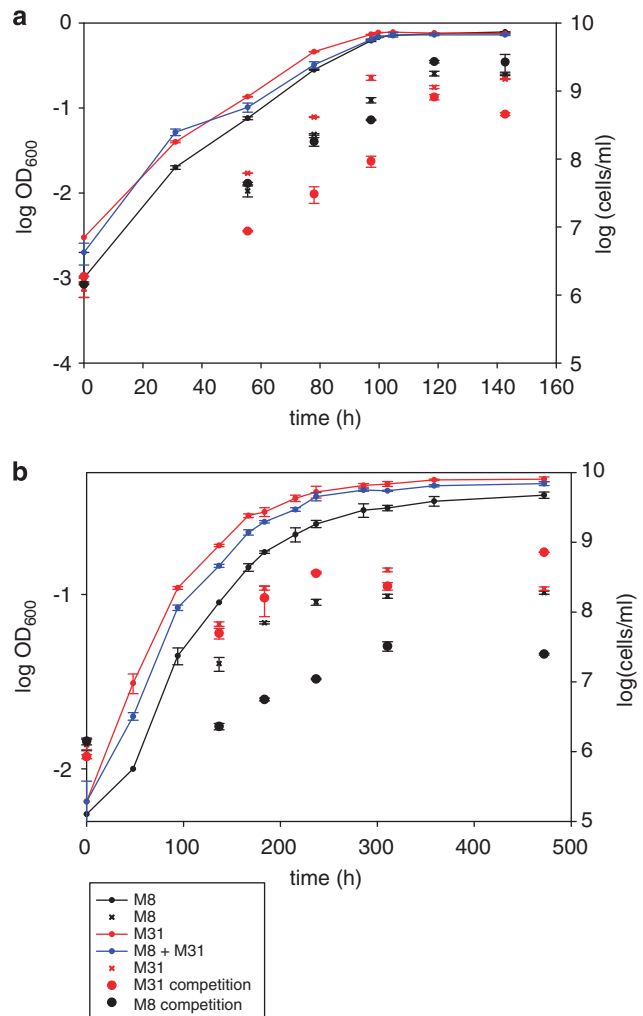 a
0
-1
-2
-3
-4
log OD600
10
9
8
7
6
5
log (cells/ml)
0 20 40 60 80 100 120 140 160
time (h)
b
-1
-2
log OD600
10
9
8
7
6
5
log(cells/ml)
0 100 200 300 400 500
time (h)
M8
M8
M31
M8 + M31
M31
M31 competition
M8 competition